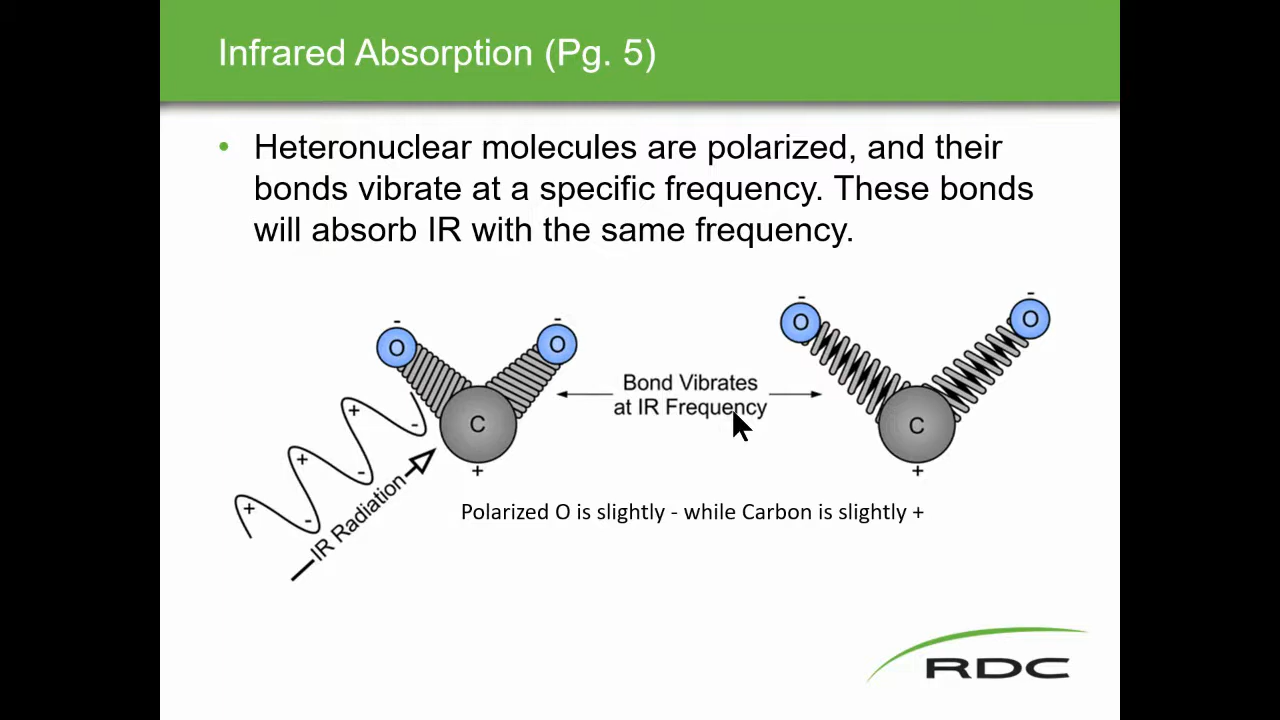 Infrared Absorption (Pg. 5)
• Heteronuclear molecules are polarized, and their
bonds vibrate at a specific frequency. These bonds
will absorb IR with the same frequency.
-
-
-
-
O
O
O
O
Bond Vibrates
at IR Frequency
C
C
+
+
+
-
+
-
+
-
IR Radiation
Polarized O is slightly - while Carbon is slightly +
RDC